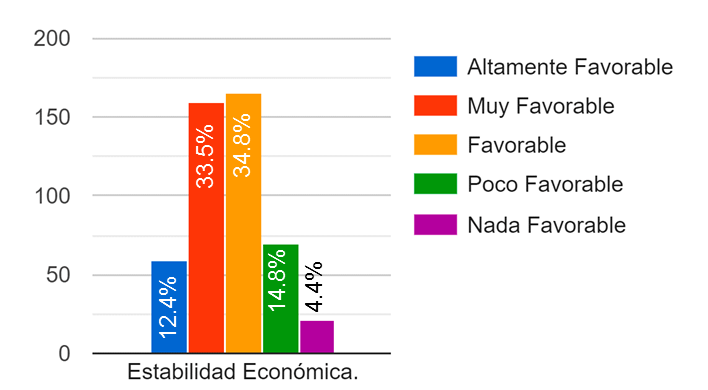 200
150
100
50
0
12.4%
33.5%
34.8%
14.8%
4.4%
Estabilidad Económica.
Altamente Favorable
Muy Favorable
Favorable
Poco Favorable
Nada Favorable